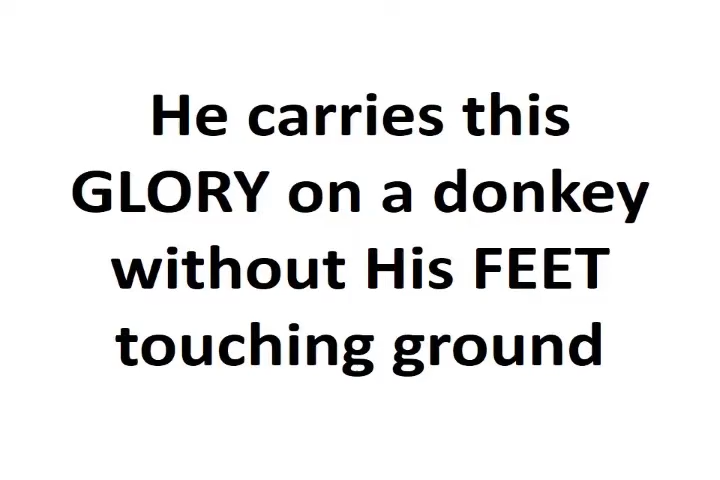 He carries this
GLORY on a donkey
without His FEET
touching ground